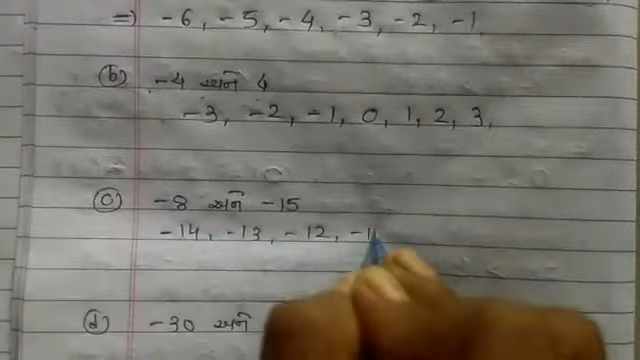 => -6, -5, -4, -3, -2, -1
(b) -4 અને 4
-3, -2, -1, 0, 1, 2, 3,
(c) -8 અને -15
-14, -13, -12, -1
(d) -30 અને